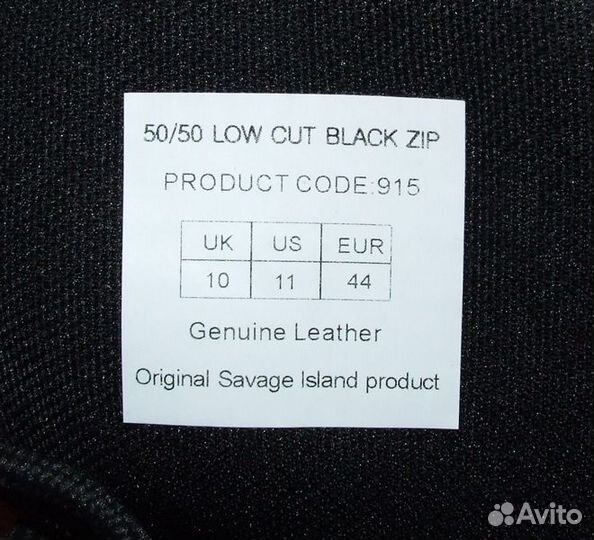 50/50 LOW CUT BLACK ZIP
PRODUCT CODE:915
UK US EUR
10 11 44
Genuine Leather
Original Savage Island product
Avito